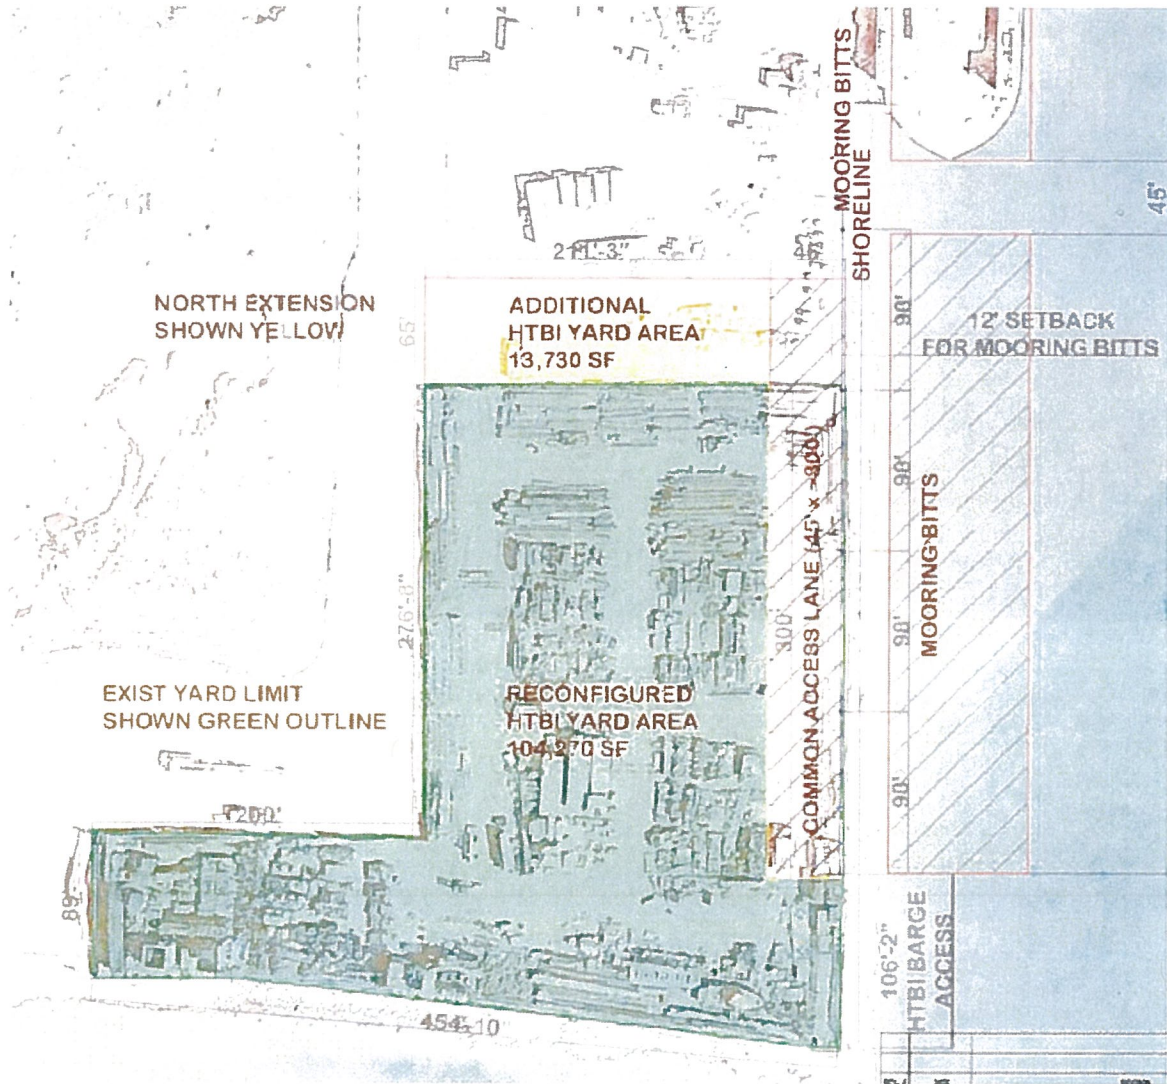 MOORING BITTS
SHORELINE
45'
211'-3"
45'
NORTH EXTENSION
SHOWN YELLOW
65'
ADDITIONAL
HTBI YARD AREA
13,730 SF
90'
12' SETBACK
FOR MOORING BITTS
90'
276'-8"
COMMON ACCESS LANE (45' x ~300')
300'
MOORING BITTS
90'
EXIST YARD LIMIT
SHOWN GREEN OUTLINE
RECONFIGURED
HTBI YARD AREA
104,270 SF
90'
200'
89'
106'-2"
HTBI BARGE
ACCESS
454'-10